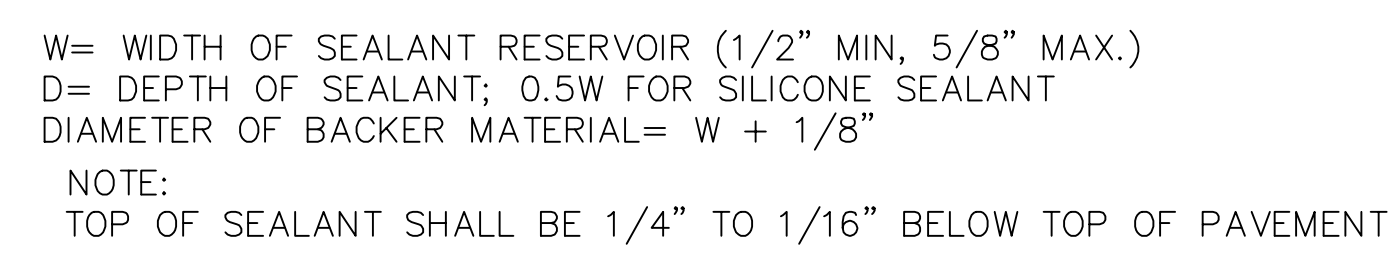 W= WIDTH OF SEALANT RESERVOIR (1/2” MIN, 5/8” MAX.)
D= DEPTH OF SEALANT; 0.5W FOR SILICONE SEALANT
DIAMETER OF BACKER MATERIAL= W + 1/8”
NOTE:
TOP OF SEALANT SHALL BE 1/4” TO 1/16” BELOW TOP OF PAVEMENT